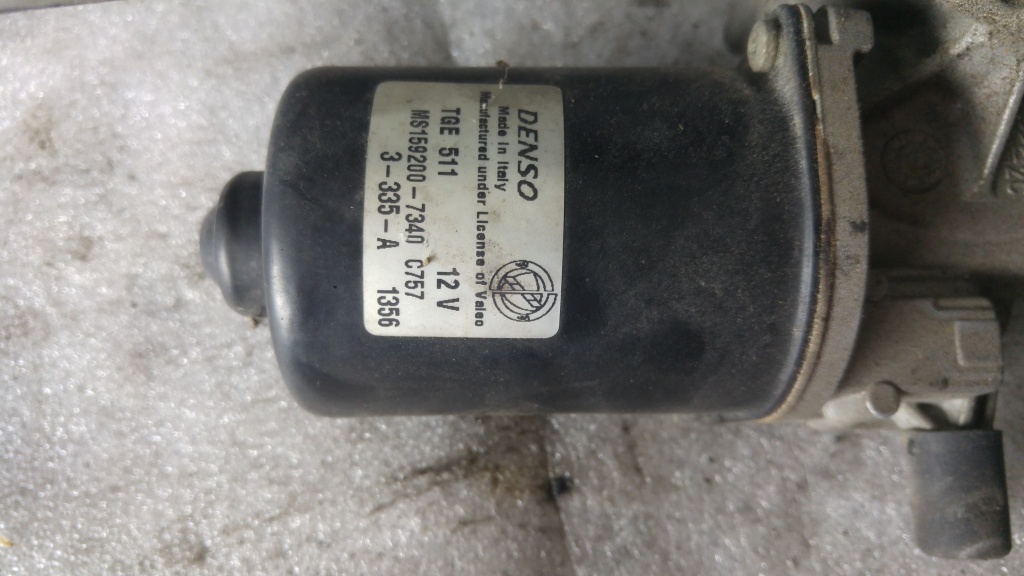 DENSO
Made in Italy
Manufactured under License of Valeo
TGE 511 12 V
MS159200-7340 C757
3-335-A 1356